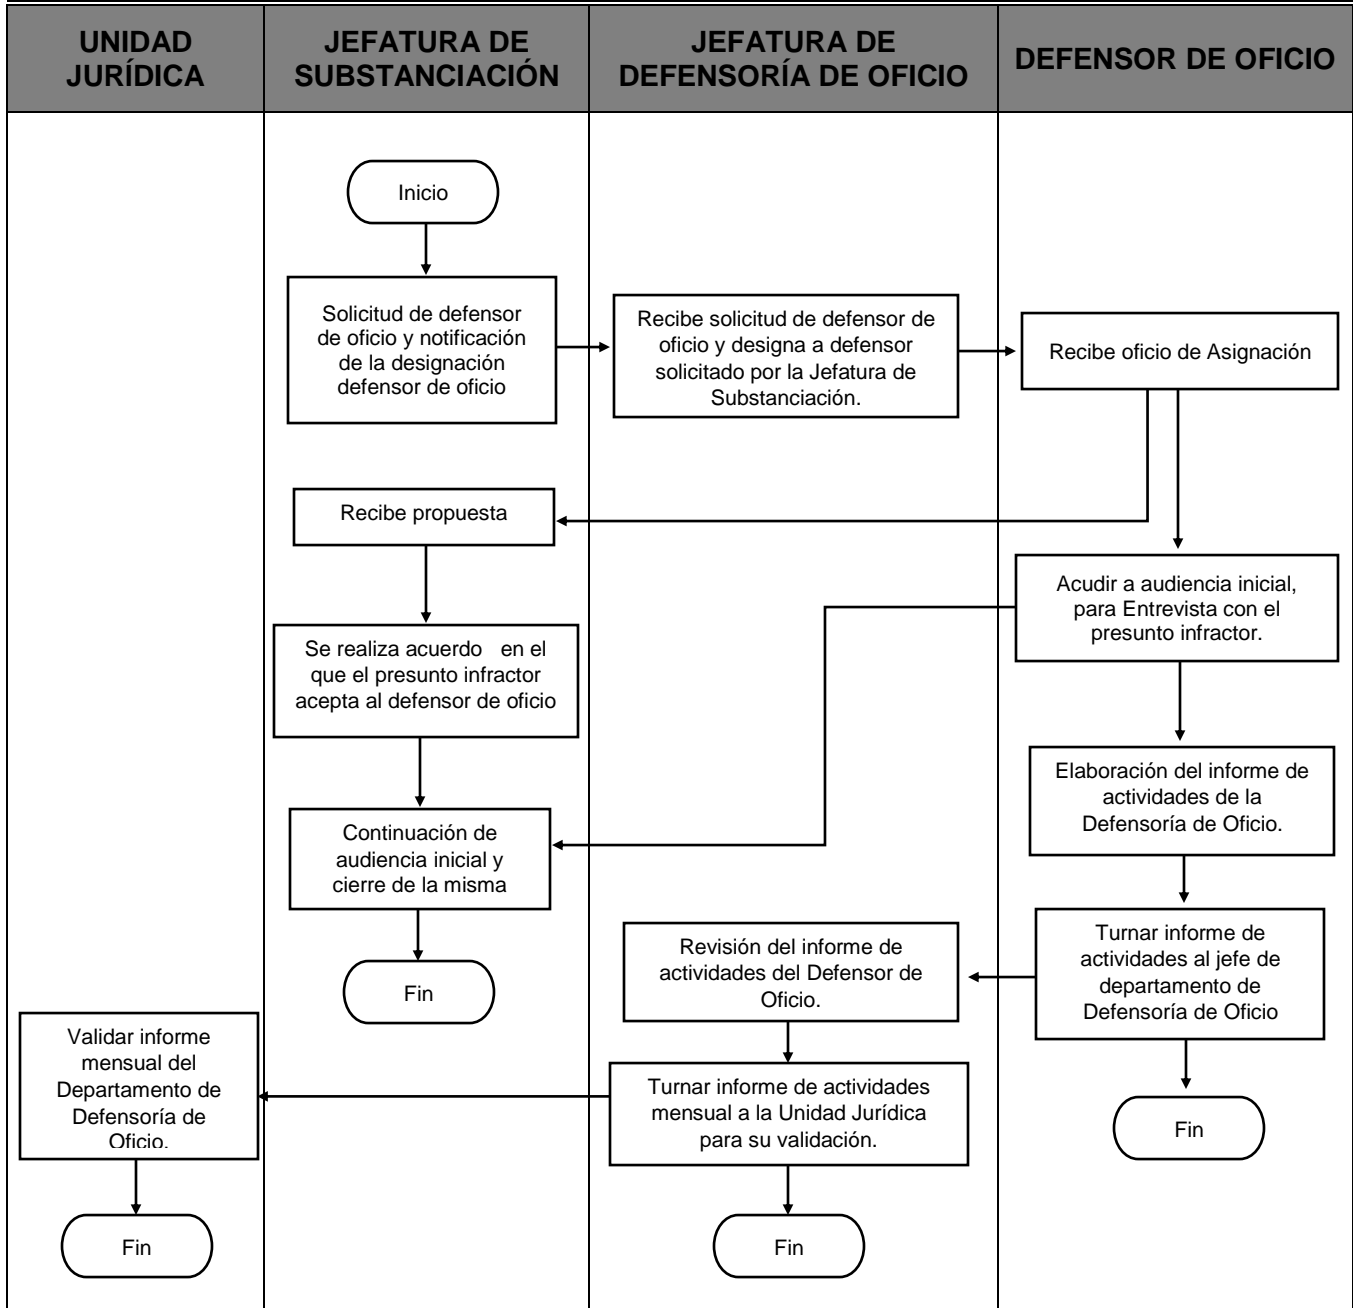 UNIDAD
JURÍDICA
JEFATURA DE
SUBSTANCIACIÓN
JEFATURA DE
DEFENSORÍA DE OFICIO
DEFENSOR DE OFICIO
Inicio
Solicitud de defensor
de oficio y notificación
de la designación
defensor de oficio
Recibe solicitud de defensor de
oficio y designa a defensor
solicitado por la Jefatura de
Substanciación.
Recibe oficio de Asignación
Recibe propuesta
Acudir a audiencia inicial,
para Entrevista con el
presunto infractor.
Se realiza acuerdo en el
que el presunto infractor
acepta al defensor de oficio
Elaboración del informe de
actividades de la
Defensoría de Oficio.
Continuación de
audiencia inicial y
cierre de la misma
Turnar informe de
actividades al jefe de
departamento de
Defensoría de Oficio
Revisión del informe de
actividades del Defensor de
Oficio.
Fin
Validar informe
mensual del
Departamento de
Defensoría de
Oficio.
Turnar informe de actividades
mensual a la Unidad Jurídica
para su validación.
Fin
Fin
Fin